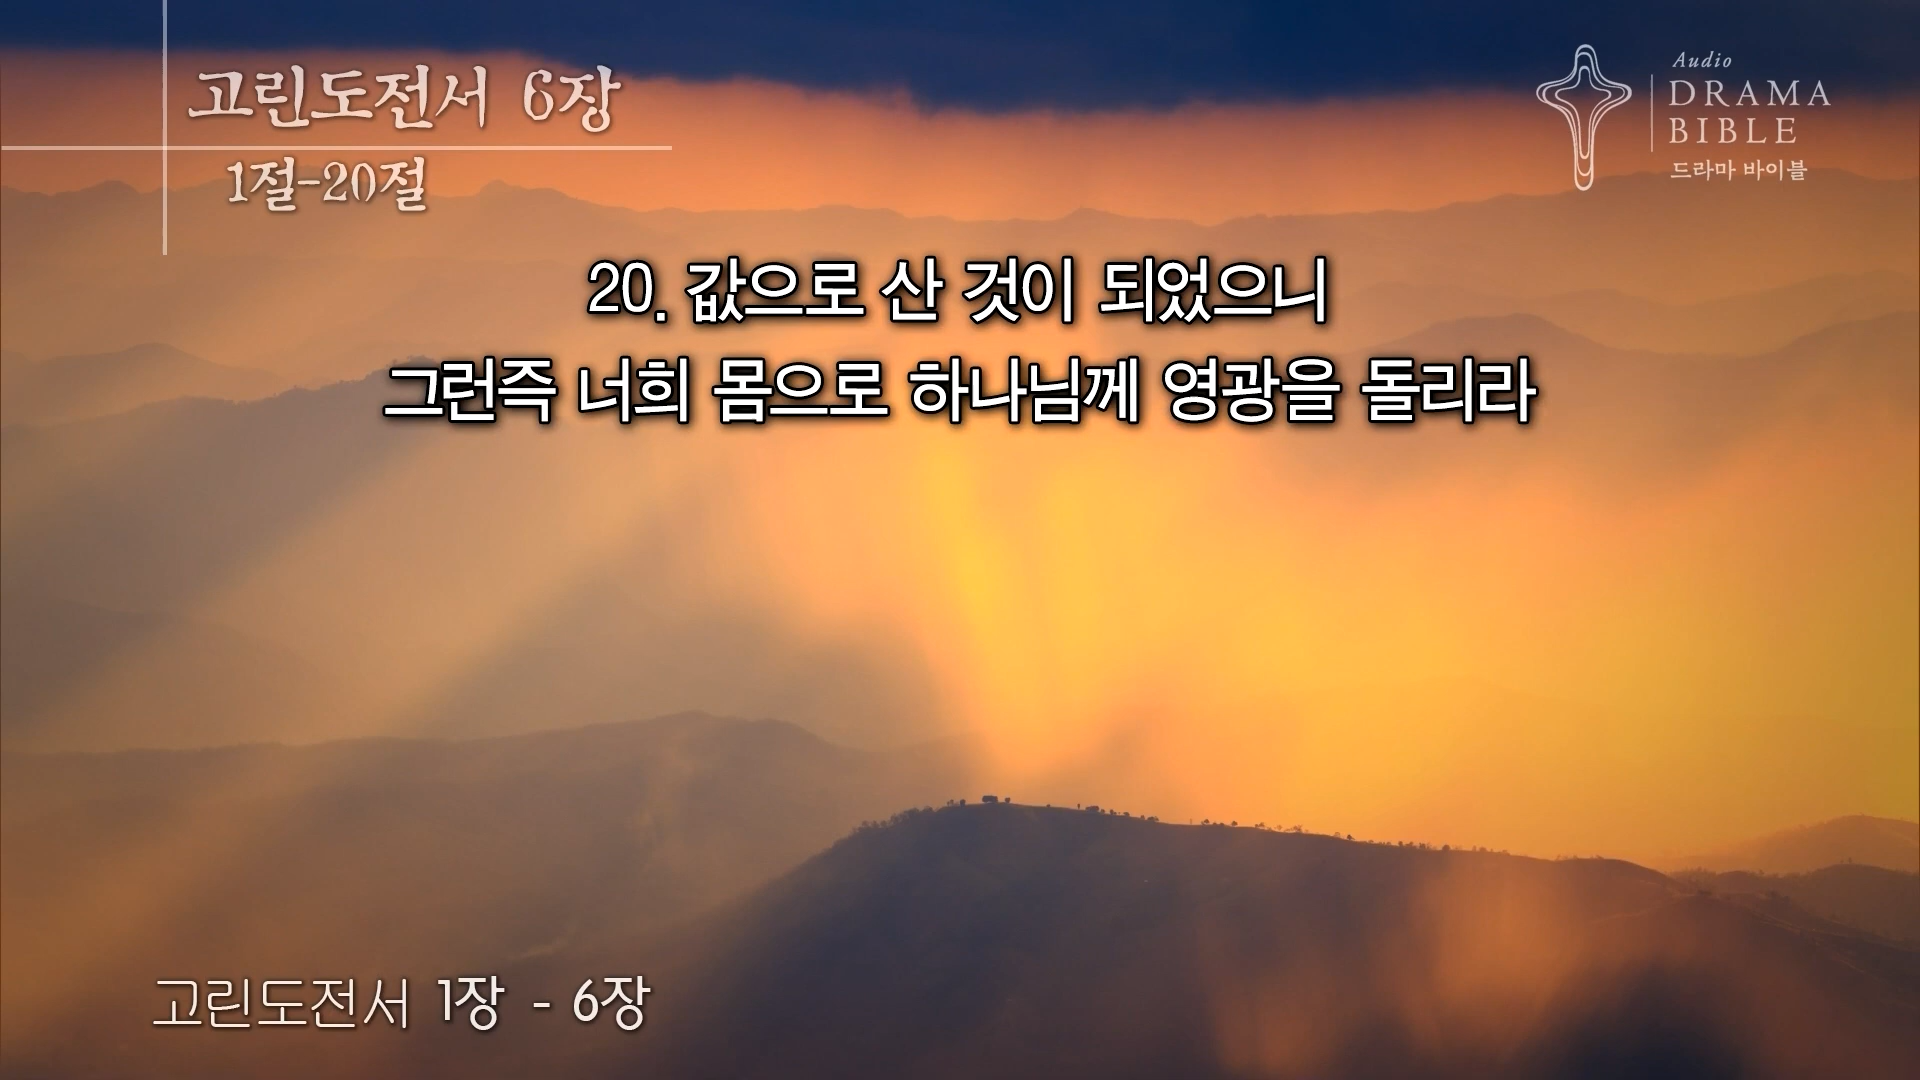 고린도전서 6장
1절-20절
Audio
DRAMA
BIBLE
드라마 바이블
20. 값으로 산 것이 되었으니
그런즉 너희 몸으로 하나님께 영광을 돌리라
고린도전서 1장 - 6장